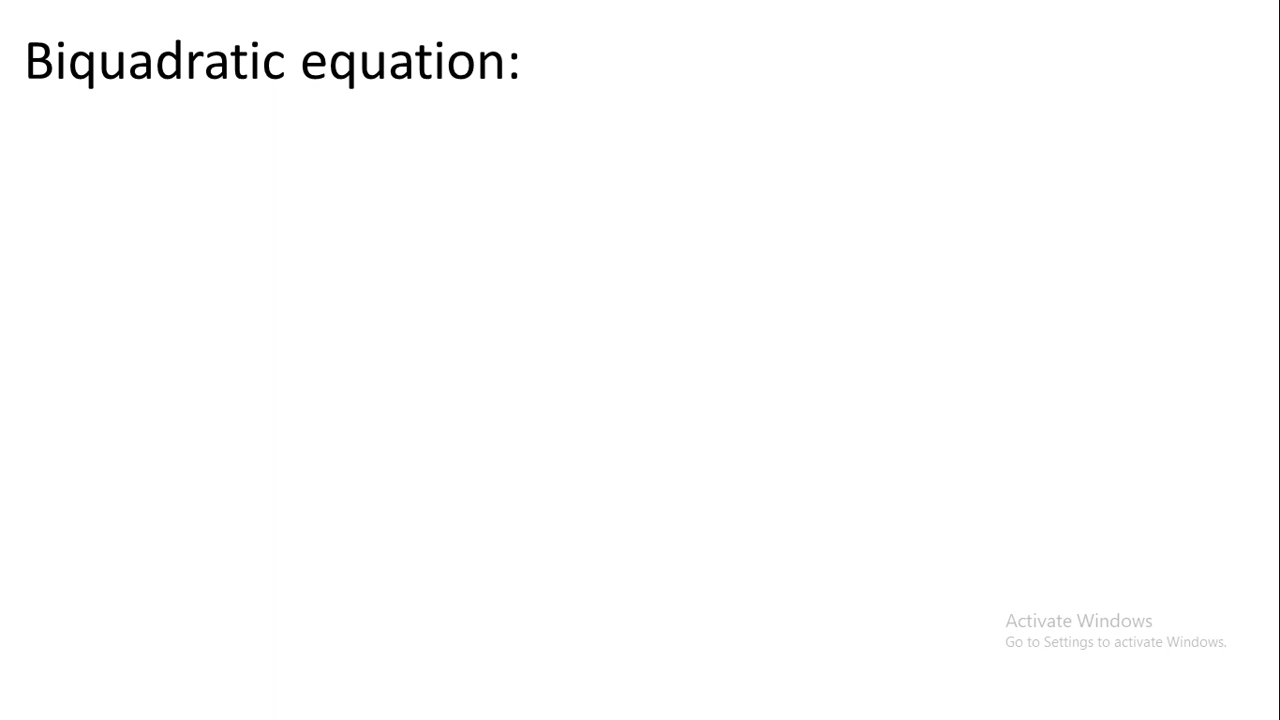 Biquadratic equation:
Activate Windows
Go to Settings to activate Windows.